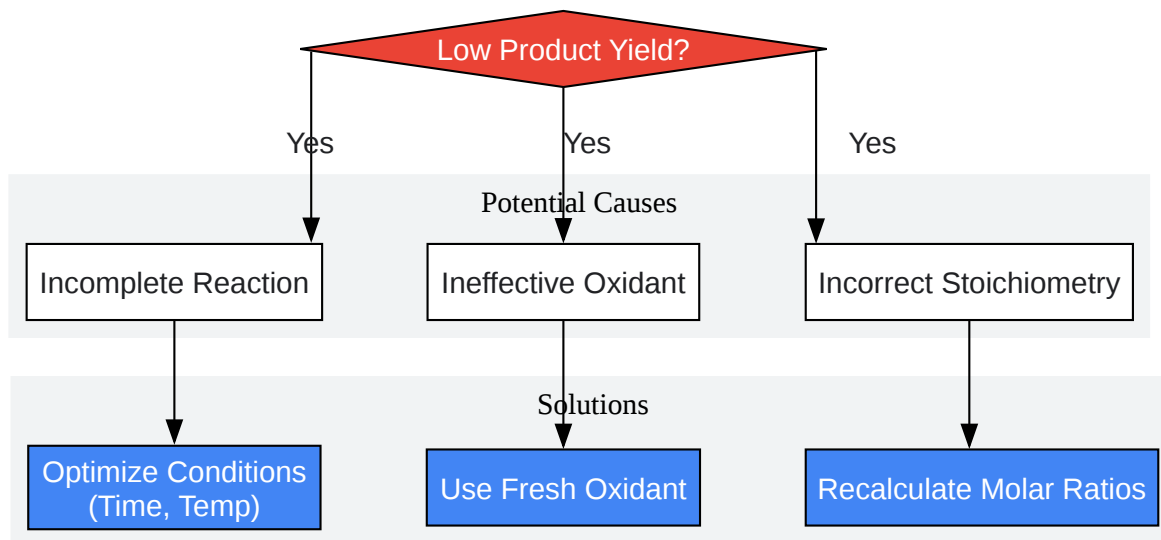 Low Product Yield?
Yes
Yes
Yes
Potential Causes
Incomplete Reaction
Ineffective Oxidant
Incorrect Stoichiometry
Solutions
Optimize Conditions
(Time, Temp)
Use Fresh Oxidant
Recalculate Molar Ratios